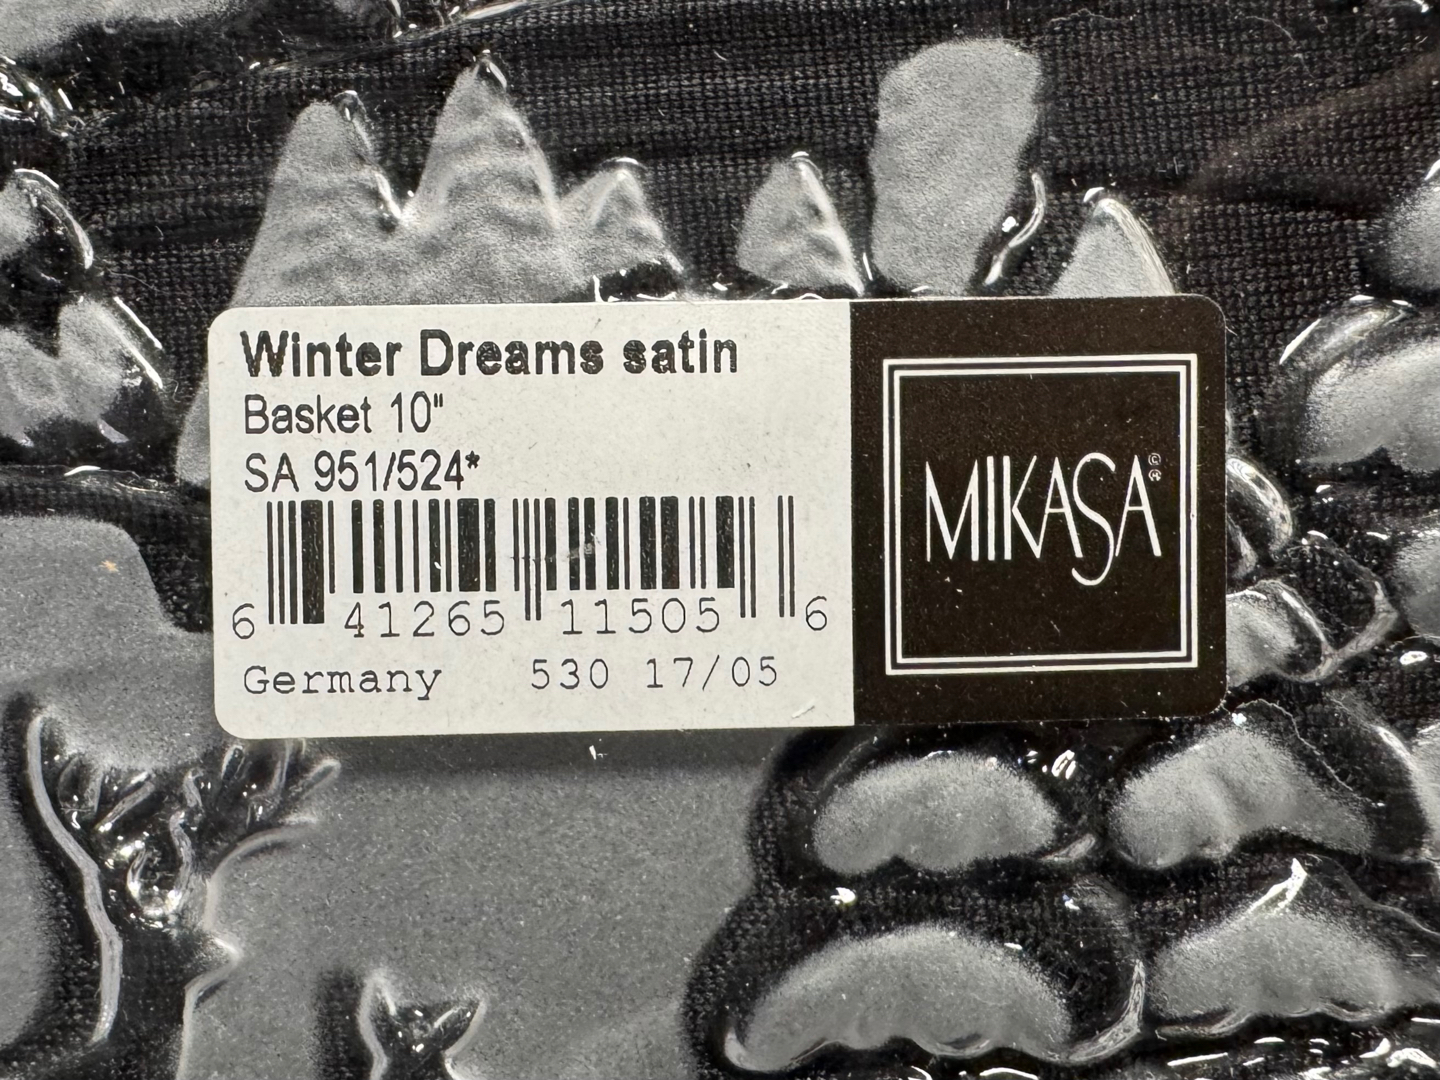 Winter Dreams satin
Basket 10"
SA 951/524*
6 41265 11505 6
Germany 530 17/05
MIKASA